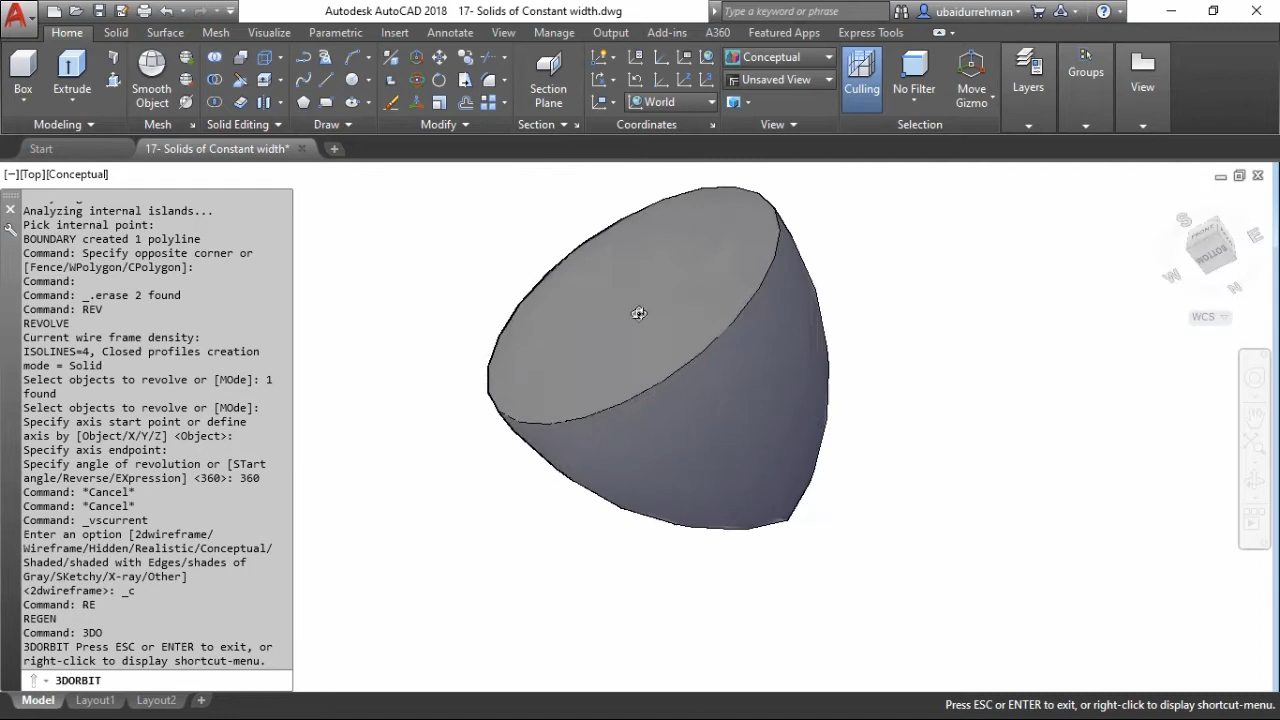 Autodesk AutoCAD 2018 17- Solids of Constant width.dwg
Type a keyword or phrase
ubaidurrehman
Home Solid Surface Mesh Visualize Parametric Insert Annotate View Manage Output Add-ins A360 Featured Apps Express Tools
Conceptual
Unsaved View
World
Box Extrude Smooth Object Section Plane Culling No Filter Move Gizmo Layers Groups View
Modeling Mesh Solid Editing Draw Modify Section Coordinates View Selection
Start 17- Solids of Constant width*
[−][Top][Conceptual]
Analyzing internal islands...
Pick internal point:
BOUNDARY created 1 polyline
Command: Specify opposite corner or
[Fence/WPolygon/CPolygon]:
Command:
Command: _.erase 2 found
Command: REV
REVOLVE
Current wire frame density:
ISOLINES=4, Closed profiles creation
mode = Solid
Select objects to revolve or [MOde]: 1
found
Select objects to revolve or [MOde]:
Specify axis start point or define
axis by [Object/X/Y/Z] <Object>:
Specify axis endpoint:
Specify angle of revolution or [STart
angle/Reverse/EXpression] <360>: 360
Command: *Cancel*
Command: *Cancel*
Command: _vscurrent
Enter an option [2dwireframe/
Wireframe/Hidden/Realistic/Conceptual/
Shaded/shaded with Edges/shades of
Gray/SKetchy/X-ray/Other]
<2dwireframe>: _c
Command: RE
REGEN
Command: 3DO
3DORBIT Press ESC or ENTER to exit, or
right-click to display shortcut-menu.
3DORBIT
S
FRONT
E
BOTTOM
W
N
WCS
Model Layout1 Layout2
Press ESC or ENTER to exit, or right-click to display shortcut-menu.